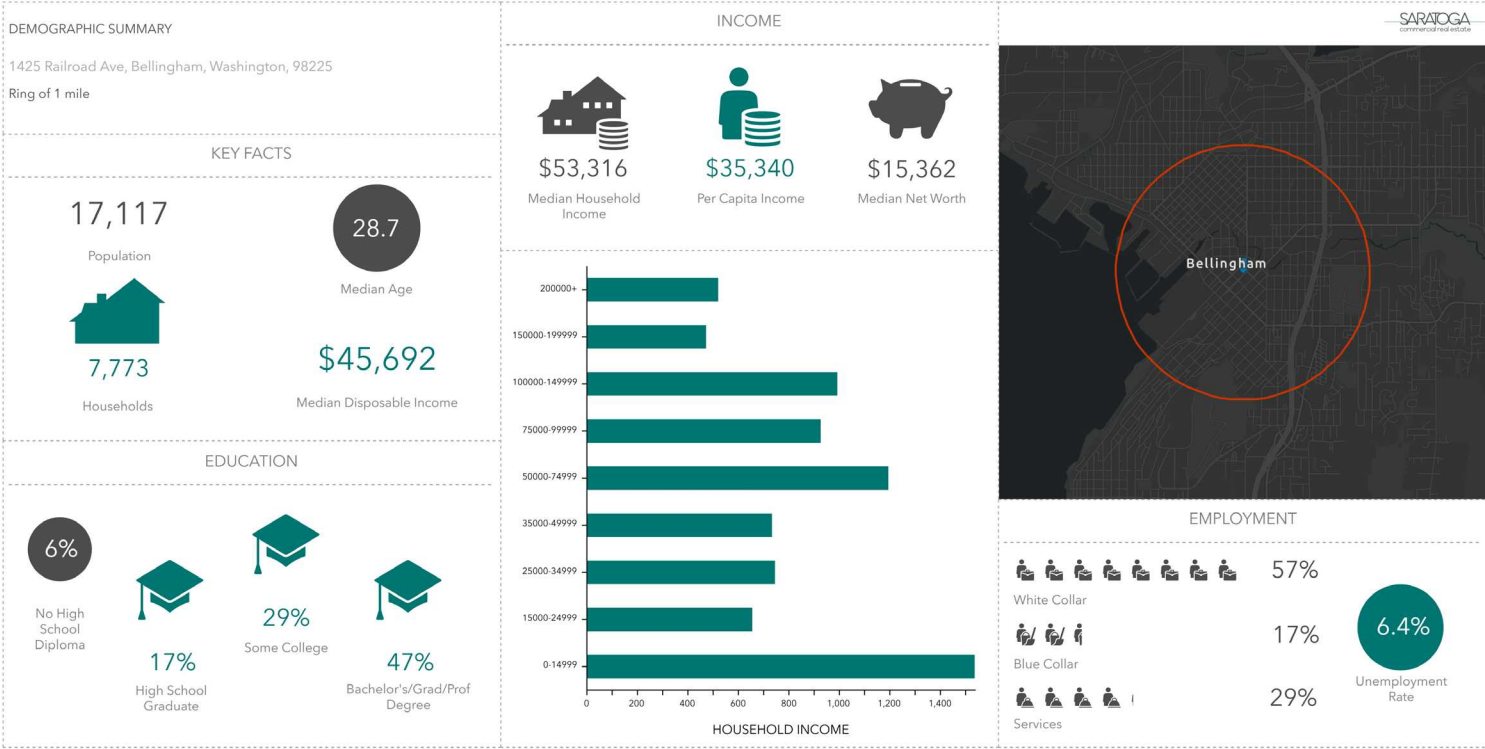 DEMOGRAPHIC SUMMARY
1425 Railroad Ave, Bellingham, Washington, 98225
Ring of 1 mile
KEY FACTS
17,117
Population
28.7
Median Age
7,773
Households
$45,692
Median Disposable Income
EDUCATION
6%
No High
School
Diploma
17%
High School
Graduate
29%
Some College
47%
Bachelor's/Grad/Prof
Degree
INCOME
$53,316
Median Household
Income
$35,340
Per Capita Income
$15,362
Median Net Worth
200000+
150000-199999
100000-149999
75000-99999
50000-74999
35000-49999
25000-34999
15000-24999
0-14999
0 200 400 600 800 1,000 1,200 1,400
HOUSEHOLD INCOME
SARATOGA
commercial real estate
Bellingham
EMPLOYMENT
57%
White Collar
17%
Blue Collar
29%
Services
6.4%
Unemployment
Rate